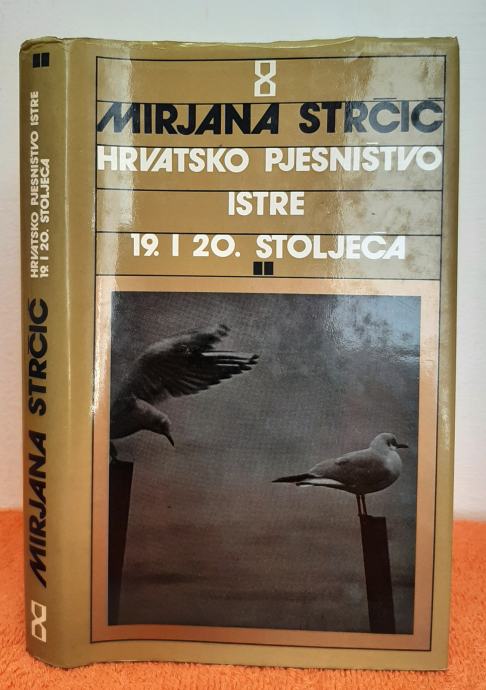 MIRJANA STRČIĆ
HRVATSKO PJESNIŠTVO
ISTRE
19. I 20. STOLJEĆA
MIRJANA STRČIĆ
HRVATSKO PJESNIŠTVO ISTRE
19. I 20. STOLJEĆA